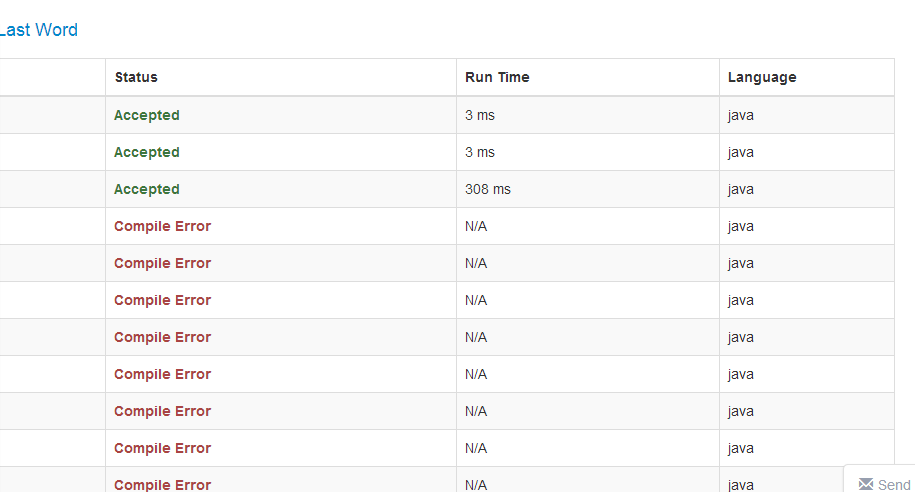 Last Word
Status Run Time Language
Accepted 3 ms java
Accepted 3 ms java
Accepted 308 ms java
Compile Error N/A java
Compile Error N/A java
Compile Error N/A java
Compile Error N/A java
Compile Error N/A java
Compile Error N/A java
Compile Error N/A java
Compile Error N/A java
Send